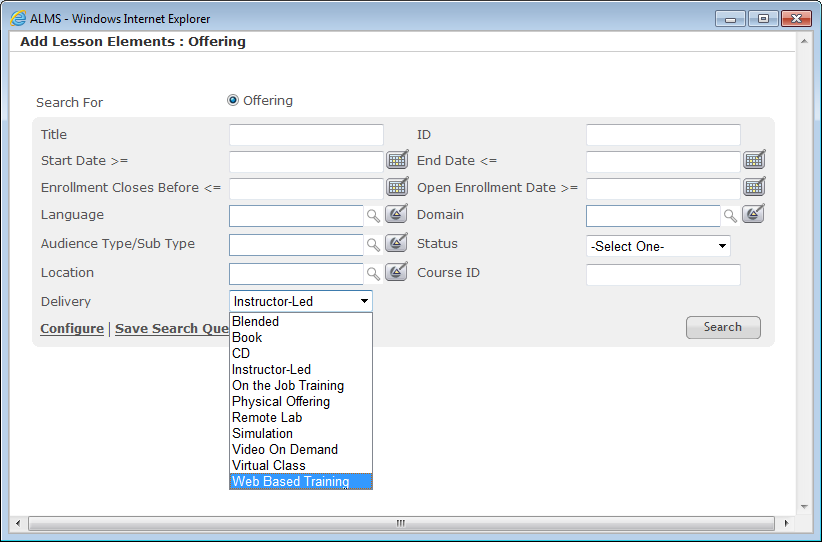 ALMS - Windows Internet Explorer
Add Lesson Elements : Offering
Search For Offering
Title ID
Start Date >= End Date <=
Enrollment Closes Before <= Open Enrollment Date >=
Language Domain
Audience Type/Sub Type Status -Select One-
Location Course ID
Delivery Instructor-Led
Configure | Save Search Que Search
Blended
Book
CD
Instructor-Led
On the Job Training
Physical Offering
Remote Lab
Simulation
Video On Demand
Virtual Class
Web Based Training